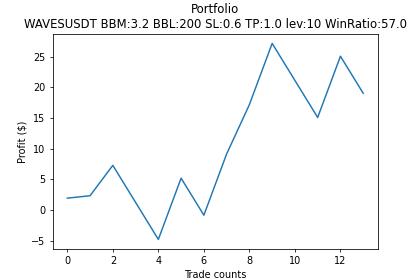 Portfolio
WAVESUSDT BBM:3.2 BBL:200 SL:0.6 TP:1.0 lev:10 WinRatio:57.0
Profit ($)
25
20
15
10
5
0
−5
0 2 4 6 8 10 12
Trade counts